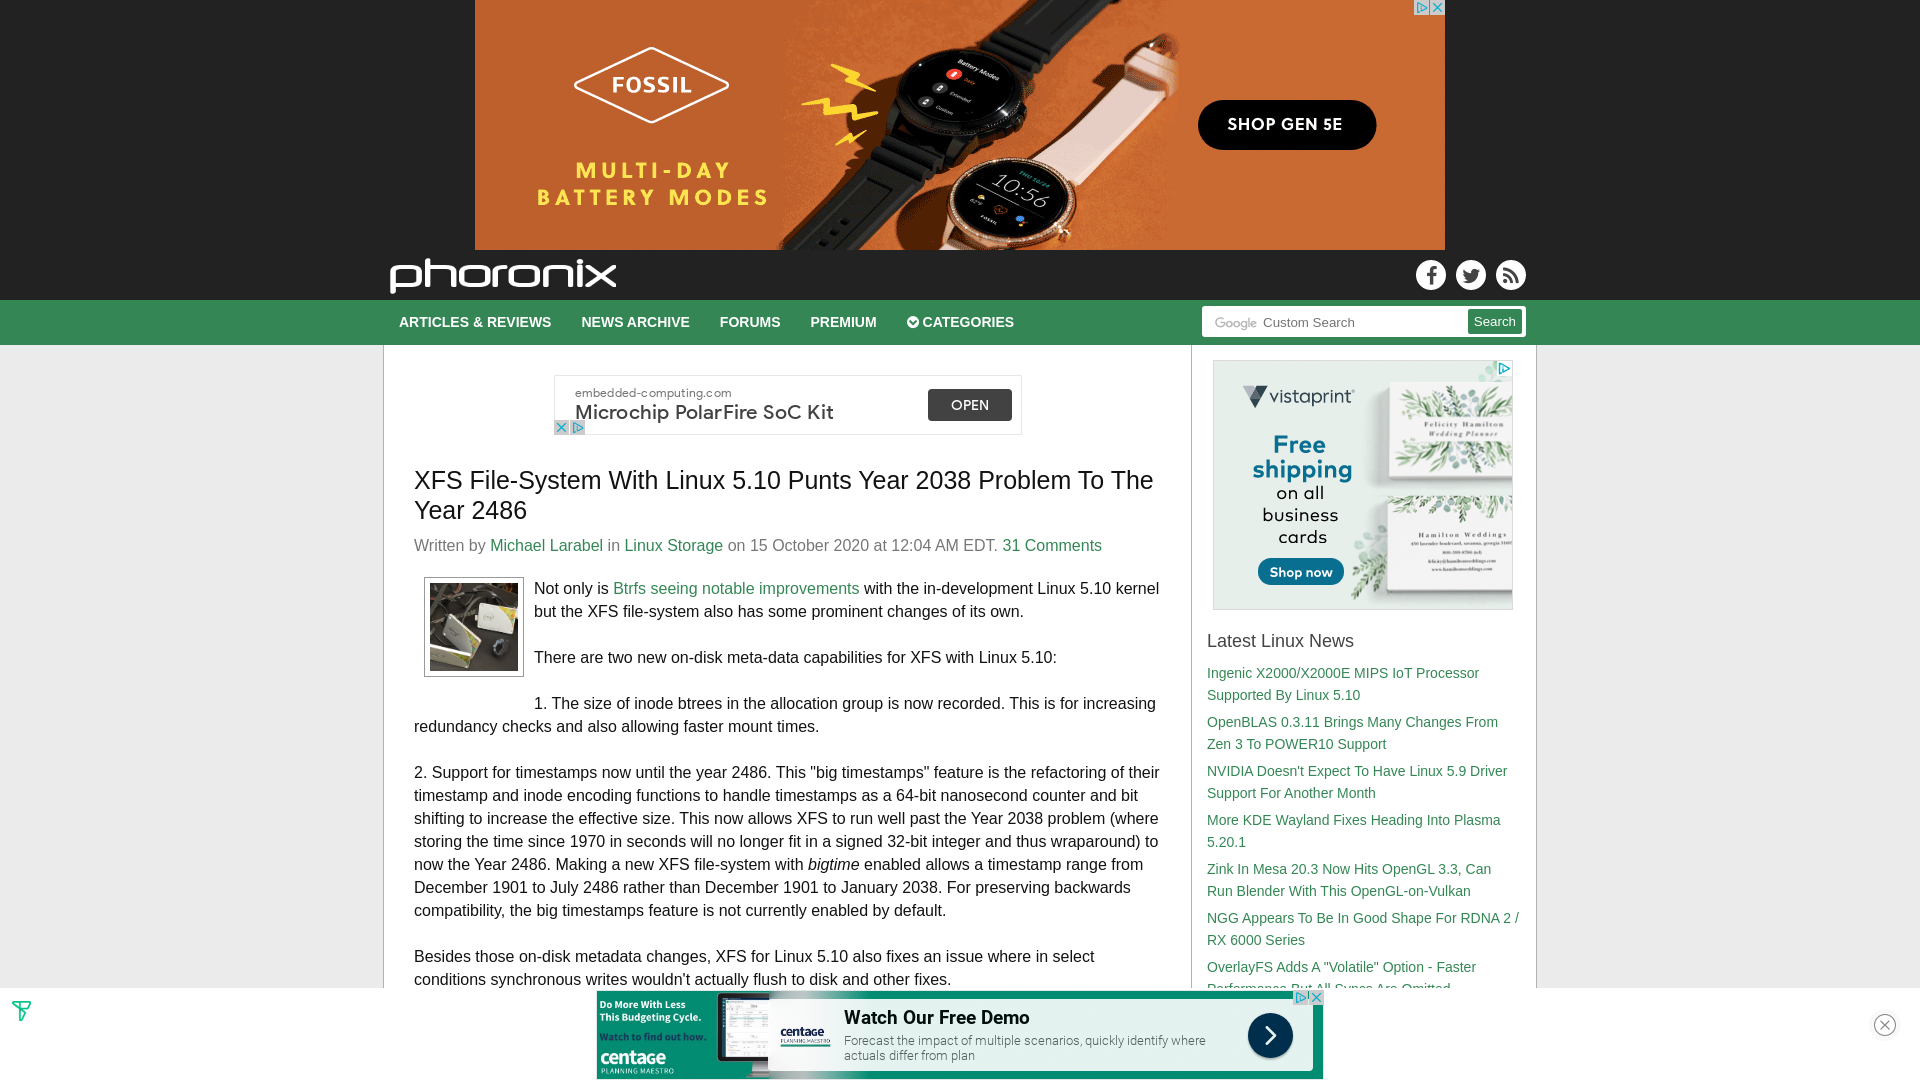 FOSSIL
MULTI-DAY
BATTERY MODES
Battery Modes
Daily
Extended
Custom
THU 10/24
10:56
FOSSIL
SHOP GEN 5E
phoronix
ARTICLES & REVIEWS
NEWS ARCHIVE
FORUMS
PREMIUM
CATEGORIES
Google Custom Search
Search
embedded-computing.com
Microchip PolarFire SoC Kit
OPEN
XFS File-System With Linux 5.10 Punts Year 2038 Problem To The
Year 2486
Written by Michael Larabel in Linux Storage on 15 October 2020 at 12:04 AM EDT. 31 Comments
Not only is Btrfs seeing notable improvements with the in-development Linux 5.10 kernel
but the XFS file-system also has some prominent changes of its own.
There are two new on-disk meta-data capabilities for XFS with Linux 5.10:
1. The size of inode btrees in the allocation group is now recorded. This is for increasing
redundancy checks and also allowing faster mount times.
2. Support for timestamps now until the year 2486. This "big timestamps" feature is the refactoring of their
timestamp and inode encoding functions to handle timestamps as a 64-bit nanosecond counter and bit
shifting to increase the effective size. This now allows XFS to run well past the Year 2038 problem (where
storing the time since 1970 in seconds will no longer fit in a signed 32-bit integer and thus wraparound) to
now the Year 2486. Making a new XFS file-system with bigtime enabled allows a timestamp range from
December 1901 to July 2486 rather than December 1901 to January 2038. For preserving backwards
compatibility, the big timestamps feature is not currently enabled by default.
Besides those on-disk metadata changes, XFS for Linux 5.10 also fixes an issue where in select
conditions synchronous writes wouldn't actually flush to disk and other fixes.
vistaprint
Free
shipping
on all
business
cards
Shop now
Felicity Hamilton
Wedding Planner
Hamilton Weddings
Latest Linux News
Ingenic X2000/X2000E MIPS IoT Processor
Supported By Linux 5.10
OpenBLAS 0.3.11 Brings Many Changes From
Zen 3 To POWER10 Support
NVIDIA Doesn't Expect To Have Linux 5.9 Driver
Support For Another Month
More KDE Wayland Fixes Heading Into Plasma
5.20.1
Zink In Mesa 20.3 Now Hits OpenGL 3.3, Can
Run Blender With This OpenGL-on-Vulkan
NGG Appears To Be In Good Shape For RDNA 2 /
RX 6000 Series
OverlayFS Adds A "Volatile" Option - Faster
Performance But All Syncs Are Omitted
Do More With Less
This Budgeting Cycle.
Watch to find out how.
centage
PLANNING MAESTRO
centage
PLANNING MAESTRO
Watch Our Free Demo
Forecast the impact of multiple scenarios, quickly identify where
actuals differ from plan